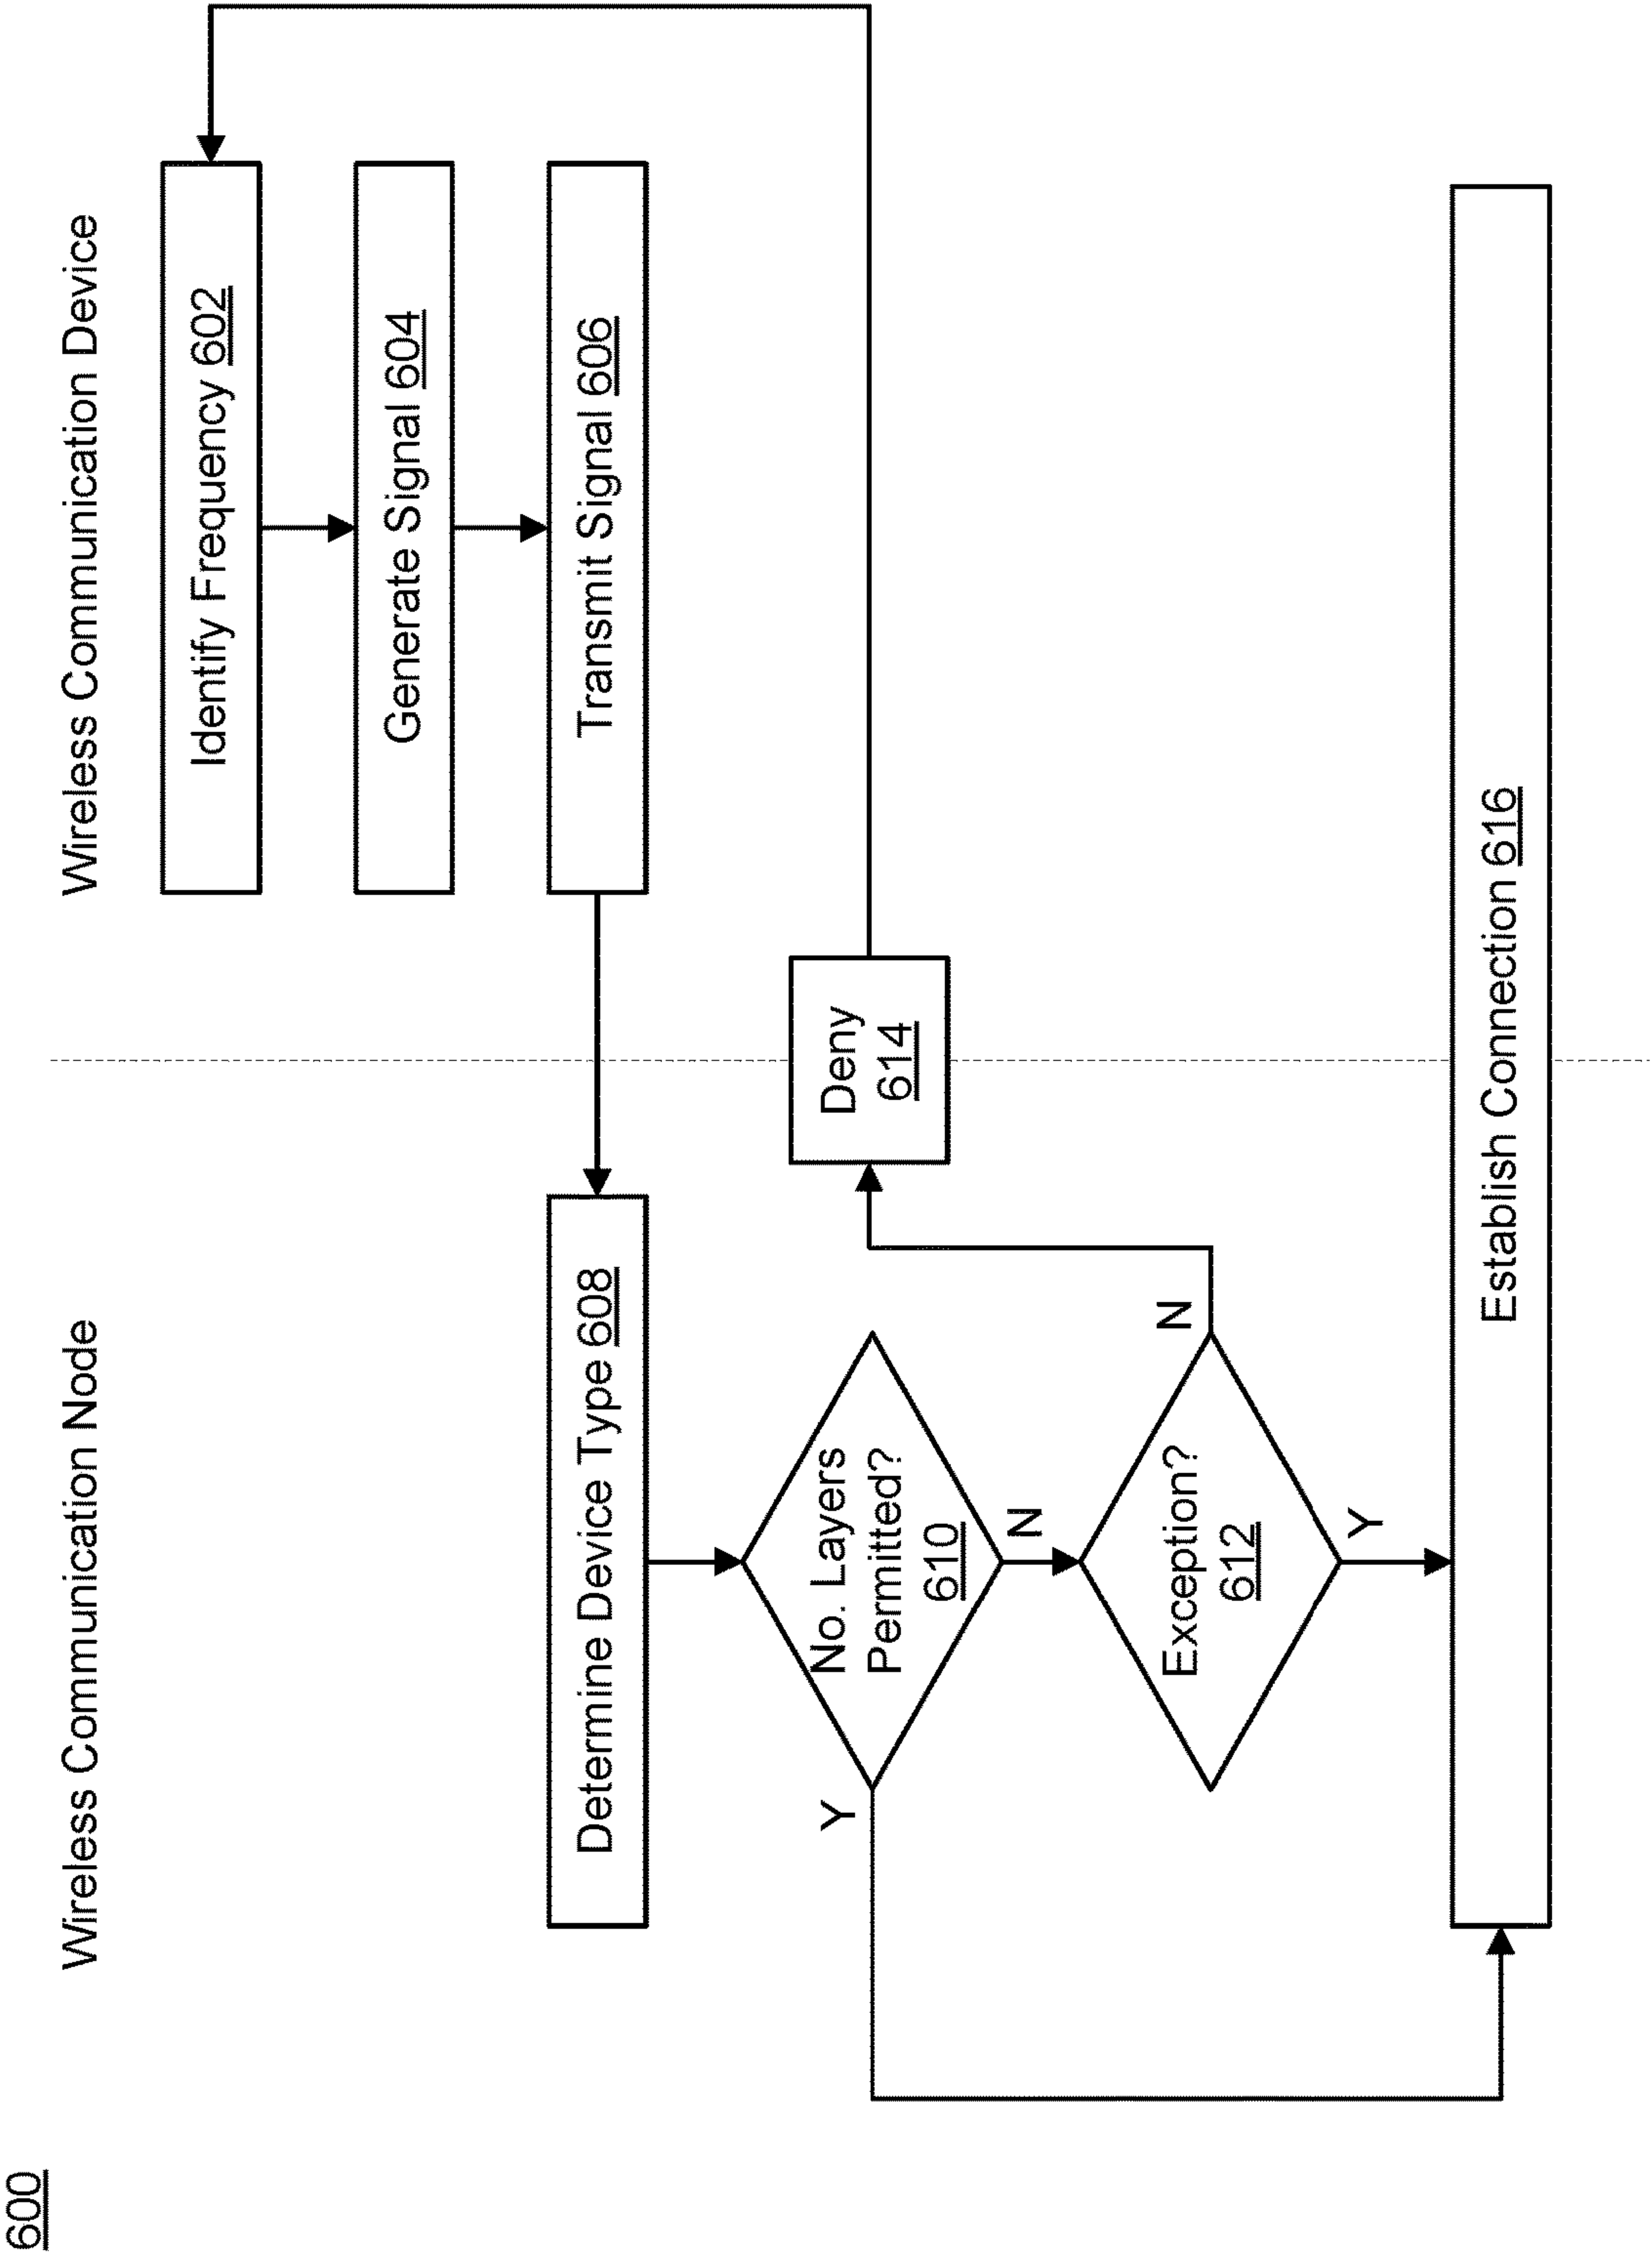 600
Wireless Communication Node
Wireless Communication Device
Identify Frequency 602
Generate Signal 604
Transmit Signal 606
Determine Device Type 608
No. Layers
Permitted?
610
Y
N
Exception?
612
N
Y
Deny
614
Establish Connection 616